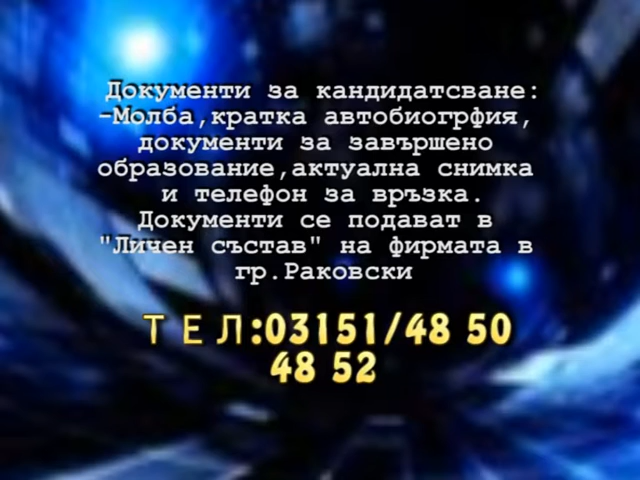 Документи за кандидатсване:
-Молба,кратка автобиогрфия,
документи за завършено
образование,актуална снимка
и телефон за връзка.
Документи се подават в
"Личен състав" на фирмата в
гр.Раковски
ТЕЛ:03151/48 50
48 52